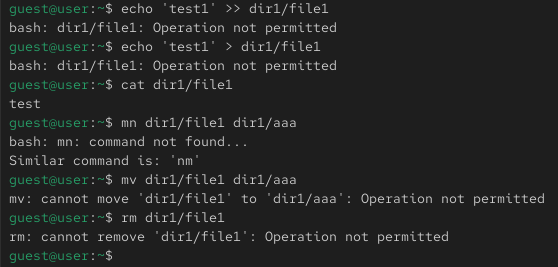 guest@user:~$ echo 'test1' >> dir1/file1
bash: dir1/file1: Operation not permitted
guest@user:~$ echo 'test1' > dir1/file1
bash: dir1/file1: Operation not permitted
guest@user:~$ cat dir1/file1
test
guest@user:~$ mn dir1/file1 dir1/aaa
bash: mn: command not found...
Similar command is: 'nm'
guest@user:~$ mv dir1/file1 dir1/aaa
mv: cannot move 'dir1/file1' to 'dir1/aaa': Operation not permitted
guest@user:~$ rm dir1/file1
rm: cannot remove 'dir1/file1': Operation not permitted
guest@user:~$